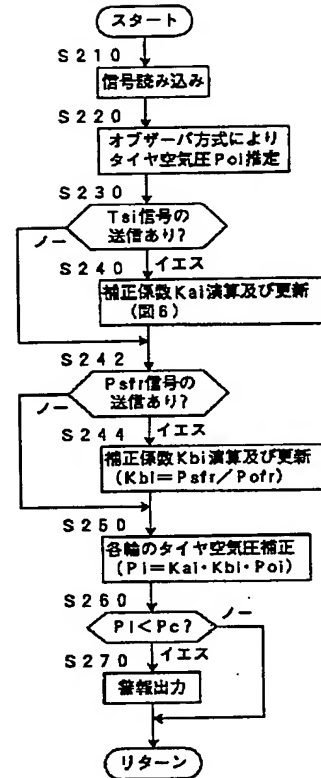 スタート
S210
信号読み込み
S220
オブザーバ方式により
タイヤ空気圧Poi推定
S230
Tsi信号の
送信あり?
ノー
イエス
S240
補正係数Kai演算及び更新
(図6)
S242
Psfr信号の
送信あり?
ノー
イエス
S244
補正係数Kbi演算及び更新
(Kbi=Psfr/Pofr)
S250
各輪のタイヤ空気圧補正
(Pi=Kai・Kbi・Poi)
S260
Pi<Pc?
ノー
イエス
S270
警報出力
リターン